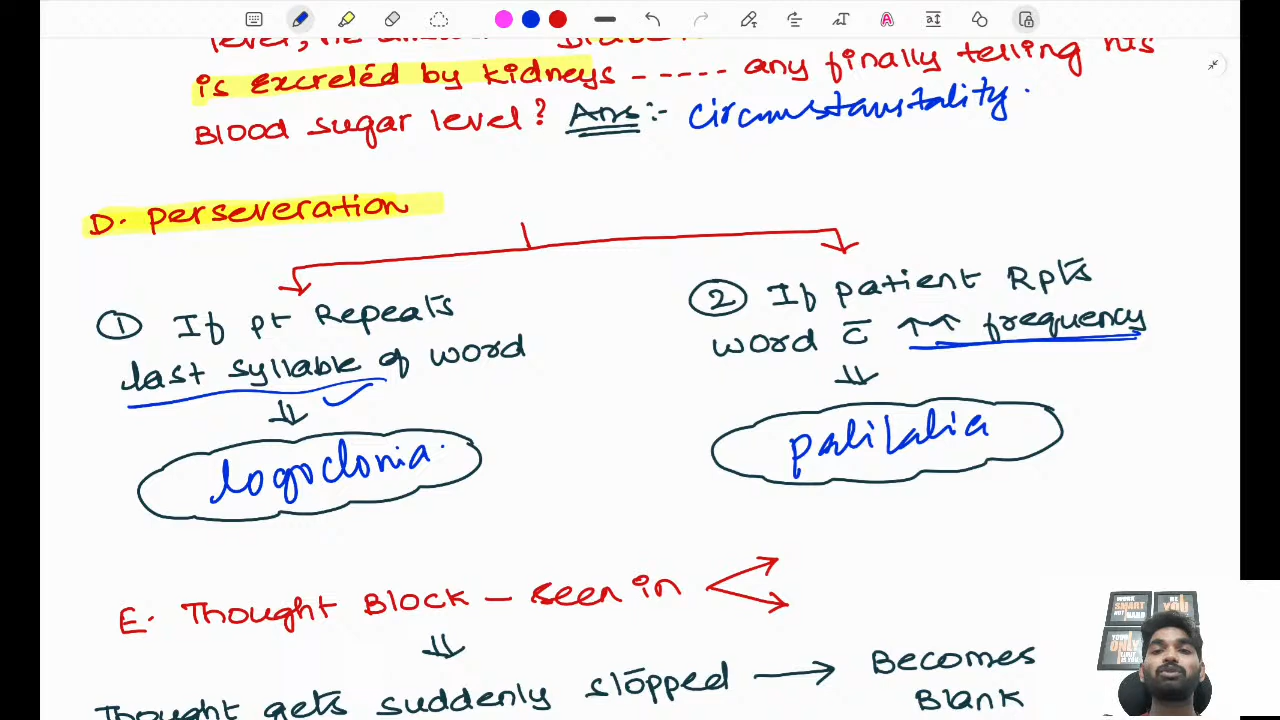 is excreted by kidneys ----- any finally telling his
Blood sugar level? Ans:- circumstanstality.
D. perseveration
① If pt Repeats
last syllable of word
⇓
logoclonia.
② If patient Rpts
word c̄ ↑↑ frequency
⇓
palilalia
E. Thought Block - seen in
⇓
Thought gets suddenly stopped → Becomes
Blank